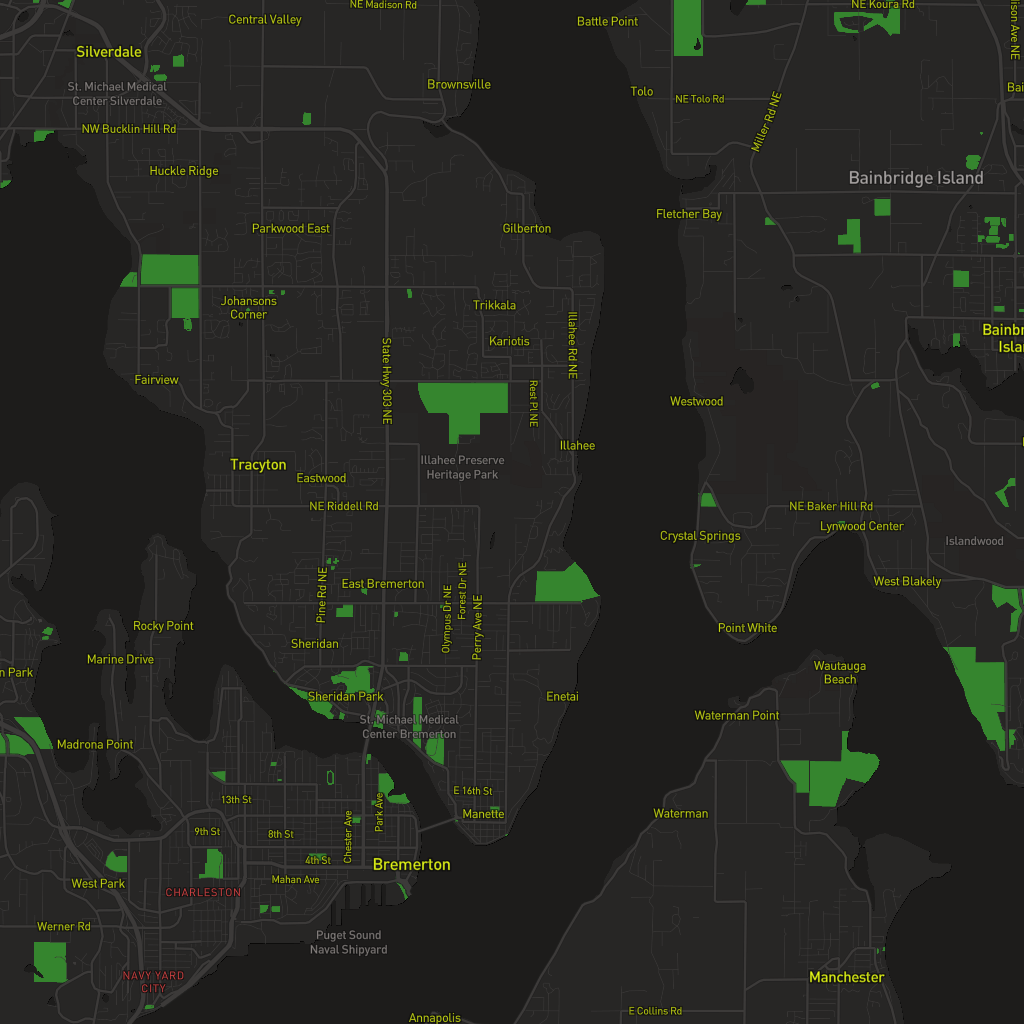 NE Madison Rd
NE Koura Rd
Central Valley
Battle Point
Silverdale
St. Michael Medical
Center Silverdale
Brownsville
Tolo
NE Tolo Rd
Miller Rd NE
NW Bucklin Hill Rd
Huckle Ridge
Bainbridge Island
Fletcher Bay
Parkwood East
Gilberton
Johansons
Corner
Trikkala
Illahee Rd NE
State Hwy 303 NE
Kariotis
Fairview
Rest Pl NE
Westwood
Illahee
Illahee Preserve
Heritage Park
Tracyton
Eastwood
NE Riddell Rd
NE Baker Hill Rd
Lynwood Center
Crystal Springs
Islandwood
West Blakely
East Bremerton
Pine Rd NE
Olympus Dr NE
Forest Dr NE
Perry Ave NE
Rocky Point
Point White
Sheridan
Marine Drive
Wautauga
Beach
Sheridan Park
Enetai
St. Michael Medical
Center Bremerton
Waterman Point
Madrona Point
E 16th St
13th St
Chester Ave
Park Ave
Manette
Waterman
9th St
8th St
4th St
Bremerton
Mahan Ave
West Park
CHARLESTON
Werner Rd
Puget Sound
Naval Shipyard
NAVY YARD
CITY
Manchester
E Collins Rd
Annapolis